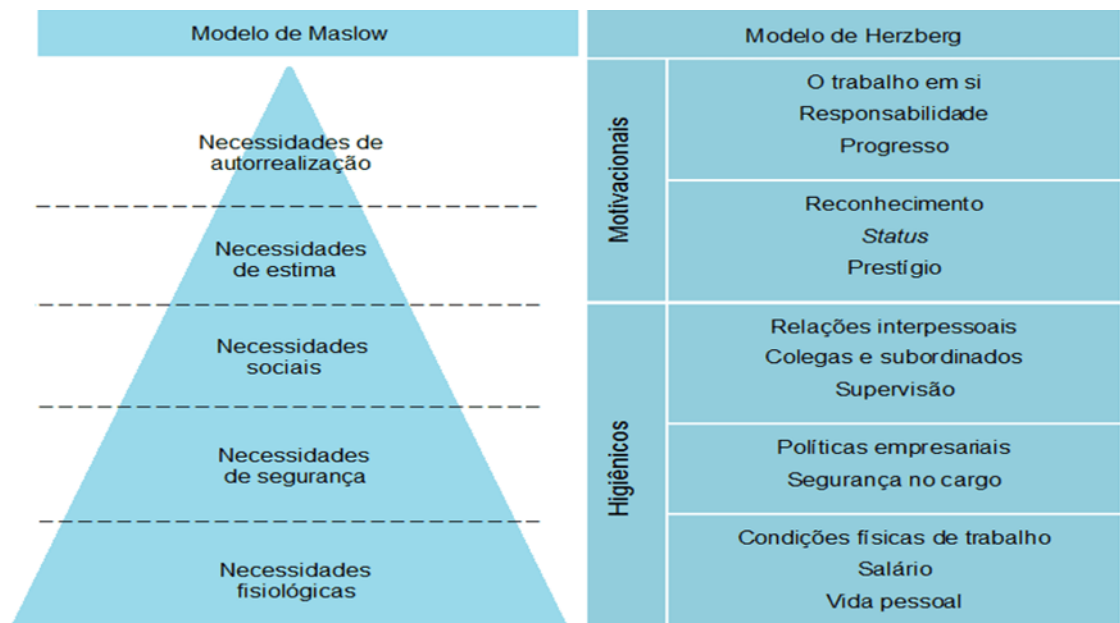 Modelo de Maslow
Necessidades de
autorrealização
Necessidades
de estima
Necessidades
sociais
Necessidades
de segurança
Necessidades
fisiológicas
Modelo de Herzberg
Motivacionais
O trabalho em si
Responsabilidade
Progresso
Reconhecimento
Status
Prestígio
Higiênicos
Relações interpessoais
Colegas e subordinados
Supervisão
Políticas empresariais
Segurança no cargo
Condições físicas de trabalho
Salário
Vida pessoal